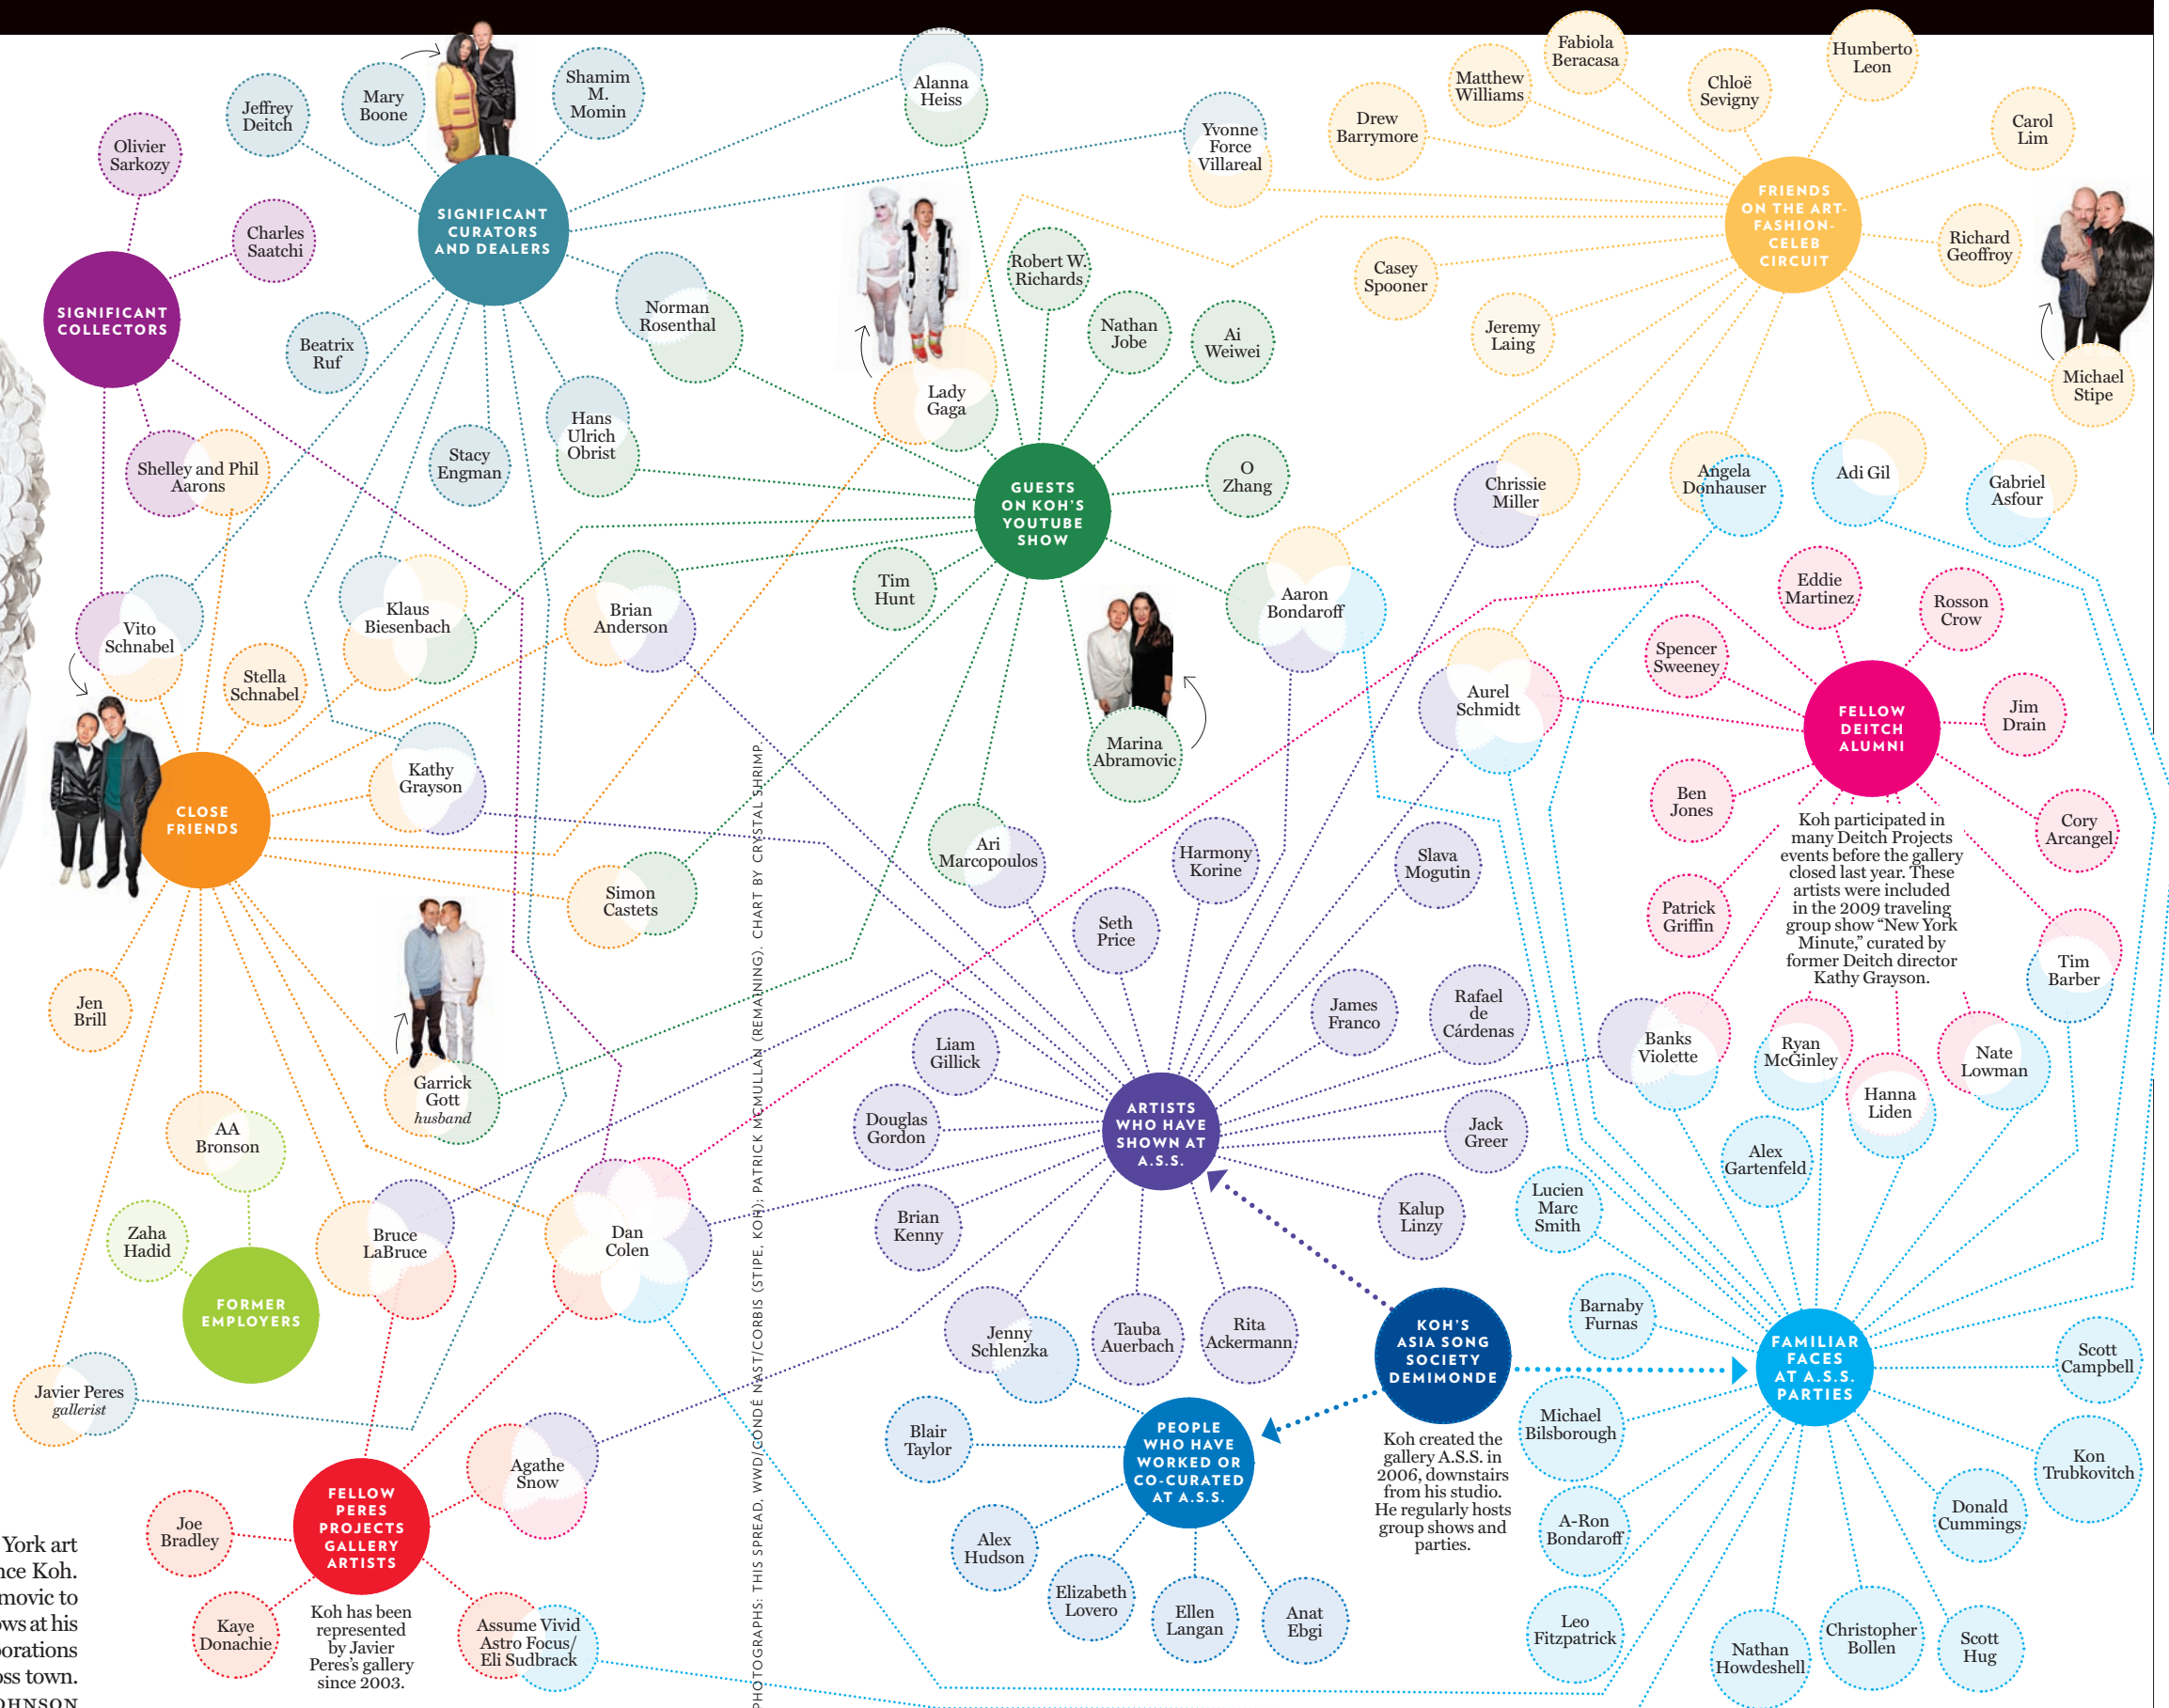 Olivier
Sarkozy
Jeffrey
Deitch
Mary
Boone
Shamim
M.
Momin
Alanna
Heiss
Yvonne
Force
Villareal
Drew
Barrymore
Matthew
Williams
Fabiola
Beracasa
Chloë
Sevigny
Humberto
Leon
Carol
Lim
Charles
Saatchi
SIGNIFICANT
COLLECTORS
SIGNIFICANT
CURATORS
AND DEALERS
FRIENDS
ON THE ART-
FASHION-
CELEB
CIRCUIT
Richard
Geoffroy
Casey
Spooner
Jeremy
Laing
Michael
Stipe
Beatrix
Ruf
Norman
Rosenthal
Robert W.
Richards
Nathan
Jobe
Ai
Weiwei
Lady
Gaga
Shelley and Phil
Aarons
Stacy
Engman
Hans
Ulrich
Obrist
GUESTS
ON KOH'S
YOUTUBE
SHOW
O
Zhang
Chrissie
Miller
Angela
Donhauser
Adi Gil
Gabriel
Asfour
Vito
Schnabel
Klaus
Biesenbach
Brian
Anderson
Tim
Hunt
Aaron
Bondaroff
Eddie
Martinez
Rosson
Crow
Spencer
Sweeney
Stella
Schnabel
Aurel
Schmidt
FELLOW
DEITCH
ALUMNI
Jim
Drain
Kathy
Grayson
Marina
Abramovic
CLOSE
FRIENDS
Ben
Jones
Cory
Arcangel
Koh participated in
many Deitch Projects
events before the gallery
closed last year. These
artists were included
in the 2009 traveling
group show “New York
Minute,” curated by
former Deitch director
Kathy Grayson.
Simon
Castets
Ari
Marcopoulos
Harmony
Korine
Slava
Mogutin
Seth
Price
Patrick
Griffin
Tim
Barber
Jen
Brill
James
Franco
Rafael
de
Cárdenas
Liam
Gillick
Banks
Violette
Ryan
McGinley
Hanna
Liden
Nate
Lowman
Garrick
Gott
husband
AA
Bronson
Douglas
Gordon
ARTISTS
WHO HAVE
SHOWN AT
A.S.S.
Jack
Greer
Alex
Gartenfeld
Zaha
Hadid
Bruce
LaBruce
Dan
Colen
Brian
Kenny
Kalup
Linzy
Lucien
Marc
Smith
FORMER
EMPLOYERS
Jenny
Schlenzka
Tauba
Auerbach
Rita
Ackermann
KOH'S
ASIA SONG
SOCIETY
DEMIMONDE
Barnaby
Furnas
FAMILIAR
FACES
AT A.S.S.
PARTIES
Scott
Campbell
Javier Peres
gallerist
Blair
Taylor
PEOPLE
WHO HAVE
WORKED OR
CO-CURATED
AT A.S.S.
Koh created the
gallery A.S.S. in
2006, downstairs
from his studio.
He regularly hosts
group shows and
parties.
Michael
Bilsborough
Kon
Trubkovitch
Agathe
Snow
FELLOW
PERES
PROJECTS
GALLERY
ARTISTS
Joe
Bradley
A-Ron
Bondaroff
Donald
Cummings
Alex
Hudson
Elizabeth
Lovero
Ellen
Langan
Anat
Ebgi
Leo
Fitzpatrick
Nathan
Howdeshell
Christopher
Bollen
Scott
Hug
Kaye
Donachie
Koh has been
represented
by Javier
Peres’s gallery
since 2003.
Assume Vivid
Astro Focus/
Eli Sudbrack
PHOTOGRAPHS: THIS SPREAD, WWD/CONDÉ NAST/CORBIS (STIPE, KOH); PATRICK MCMULLAN (REMAINING). CHART BY CRYSTAL SHRIMP.
York art
nce Koh.
movic to
ows at his
orations
oss town.
OHNSON